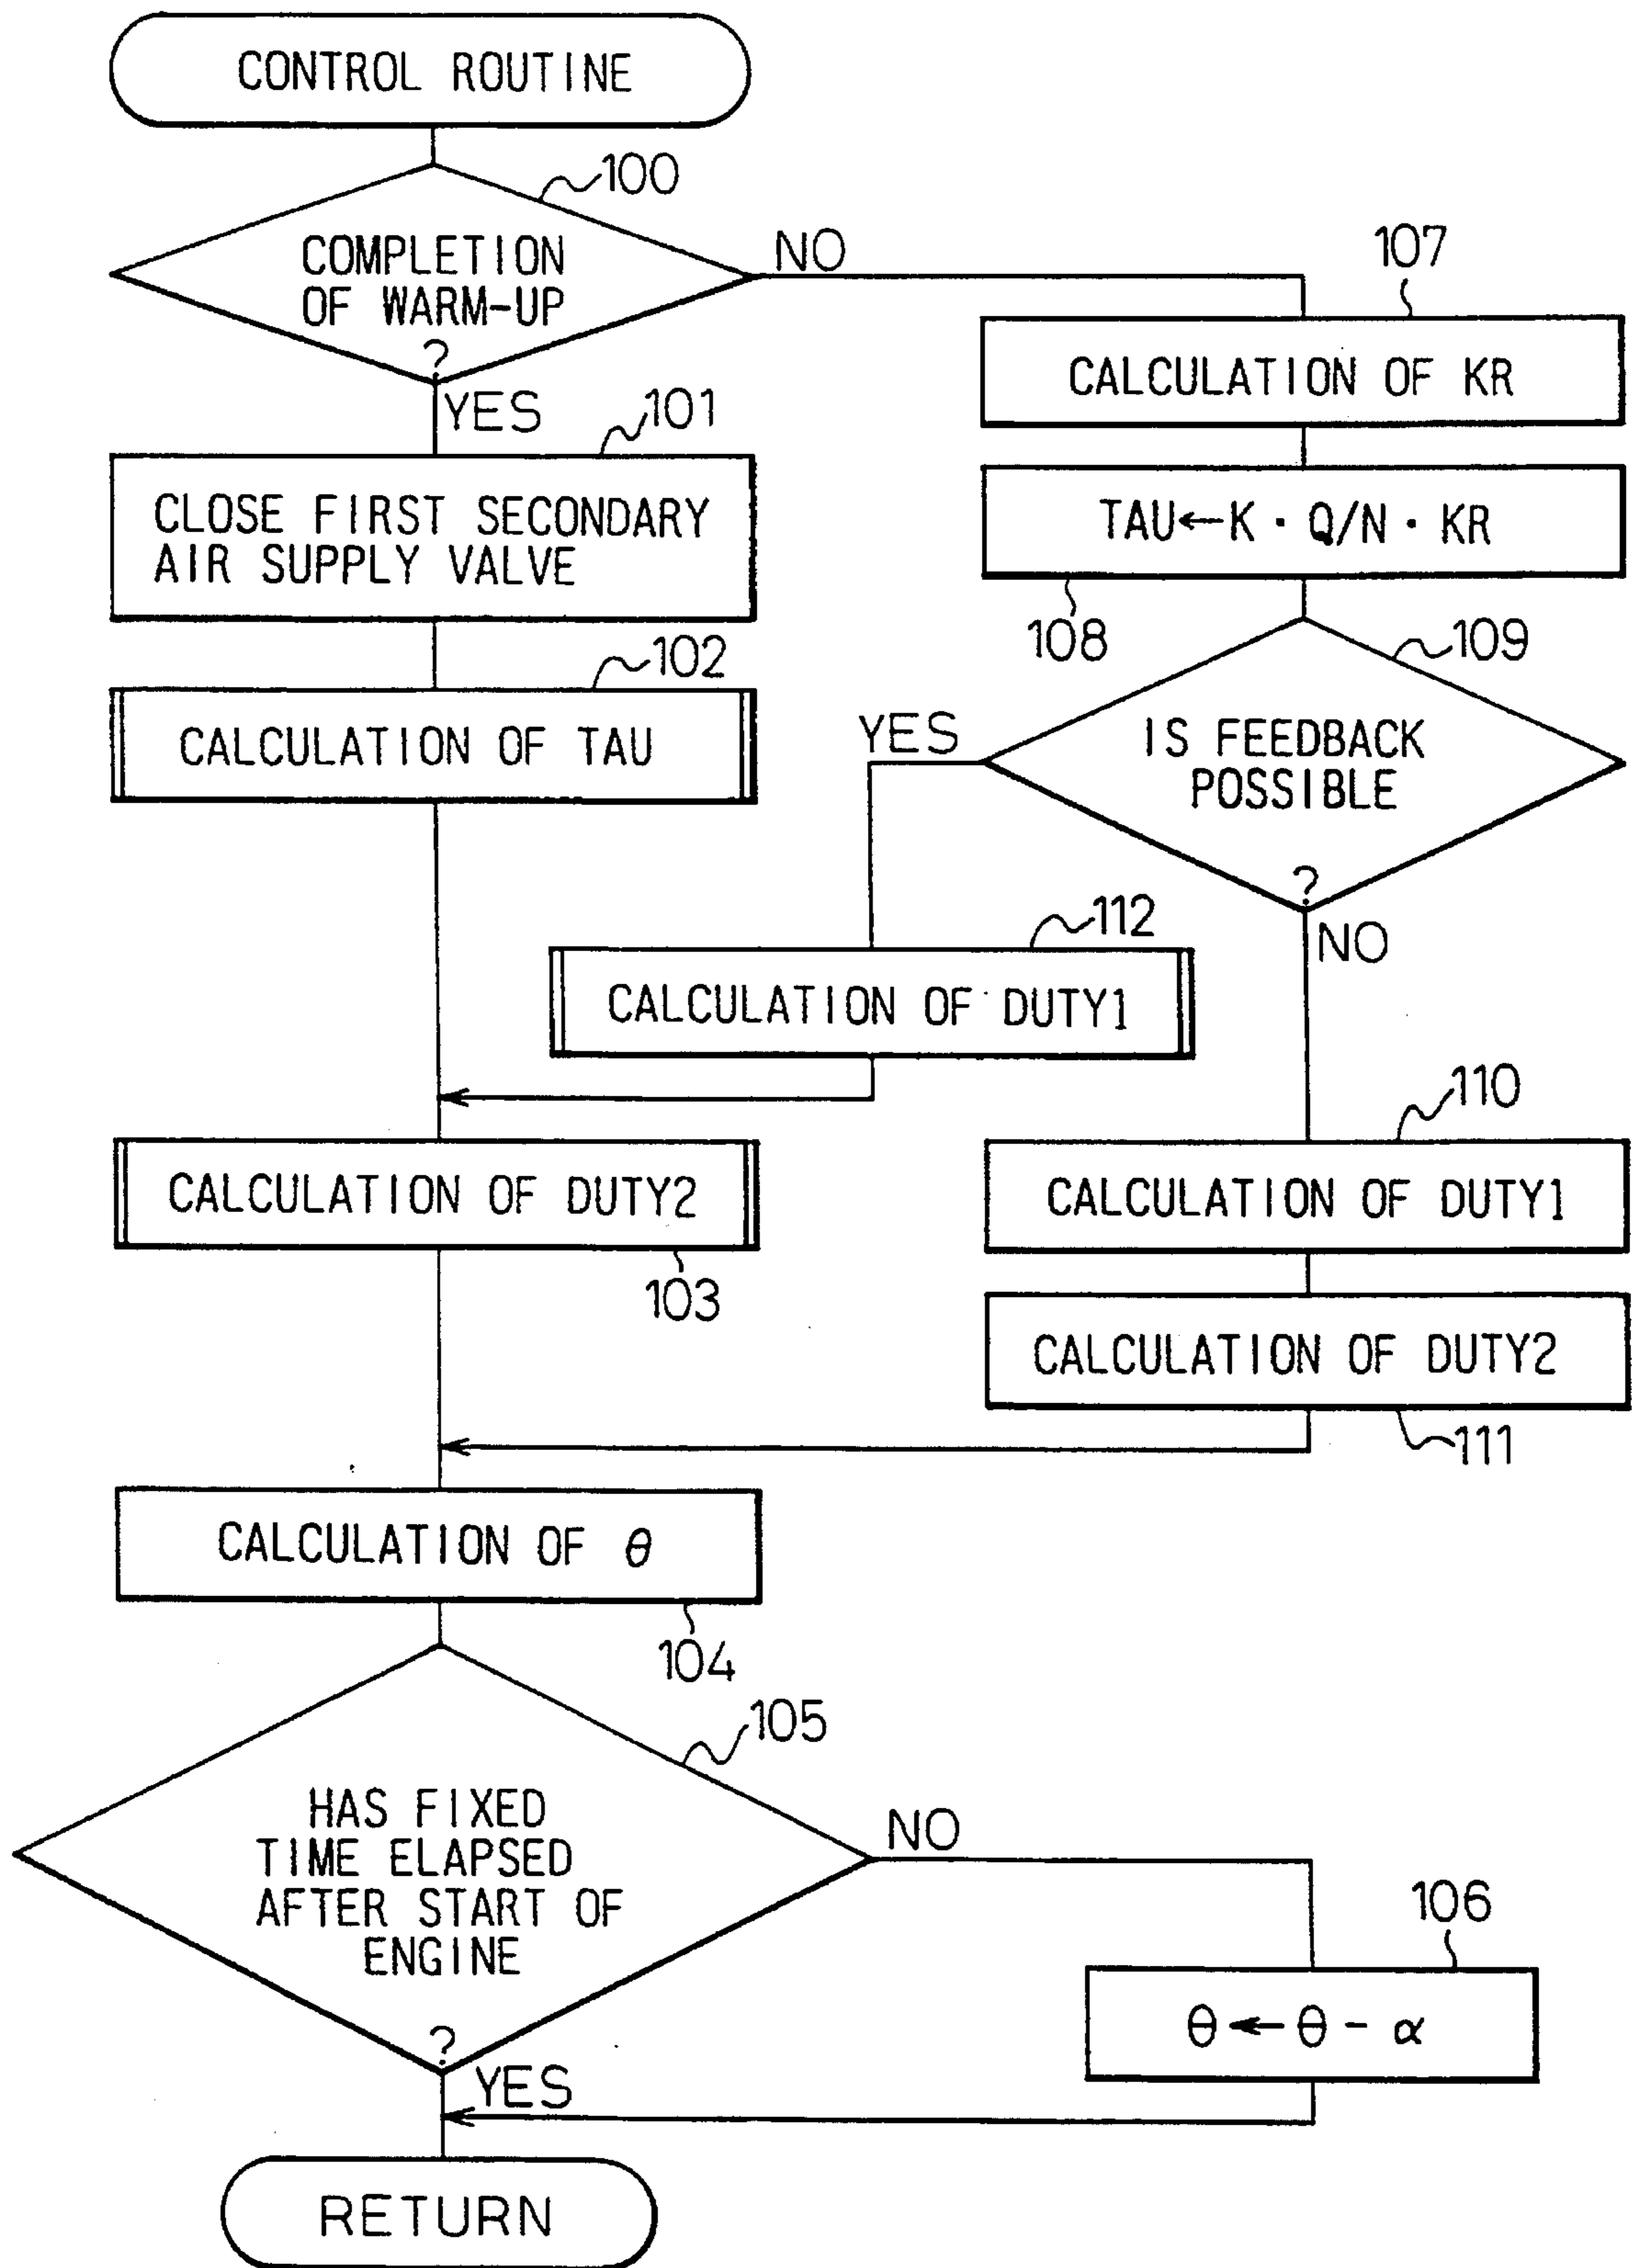 CONTROL ROUTINE
100
COMPLETION
OF WARM-UP
?
NO
YES
107
CALCULATION OF KR
101
CLOSE FIRST SECONDARY
AIR SUPPLY VALVE
TAU←K · Q/N · KR
108
109
102
CALCULATION OF TAU
IS FEEDBACK
POSSIBLE
?
YES
NO
112
CALCULATION OF DUTY1
110
CALCULATION OF DUTY1
CALCULATION OF DUTY2
103
CALCULATION OF DUTY2
111
CALCULATION OF θ
104
105
HAS FIXED
TIME ELAPSED
AFTER START OF
ENGINE
?
NO
YES
106
θ←θ - α
RETURN